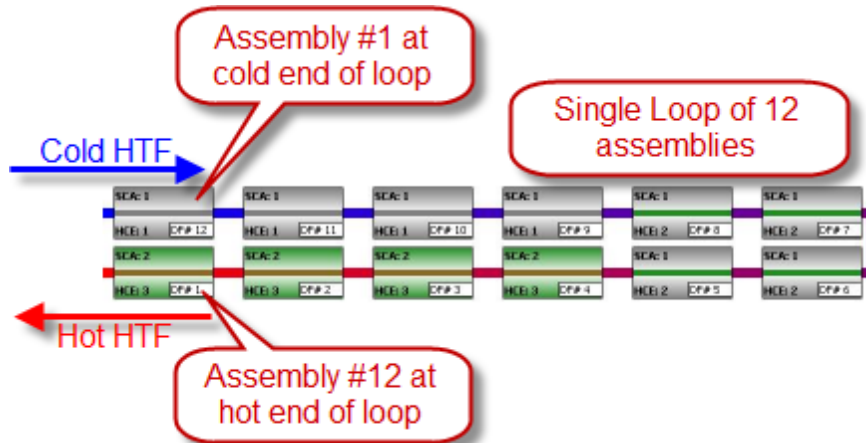 Assembly #1 at
cold end of loop
Single Loop of 12
assemblies
Cold HTF
SCA: 1
SCA: 1
SCA: 1
SCA: 1
SCA: 1
SCA: 1
HCE: 1 DF# 12
HCE: 1 DF# 11
HCE: 1 DF# 10
HCE: 1 DF# 9
HCE: 2 DF# 8
HCE: 2 DF# 7
SCA: 2
SCA: 2
SCA: 2
SCA: 2
SCA: 1
SCA: 1
HCE: 3 DF# 1
HCE: 3 DF# 2
HCE: 3 DF# 3
HCE: 3 DF# 4
HCE: 2 DF# 5
HCE: 2 DF# 6
Hot HTF
Assembly #12 at
hot end of loop